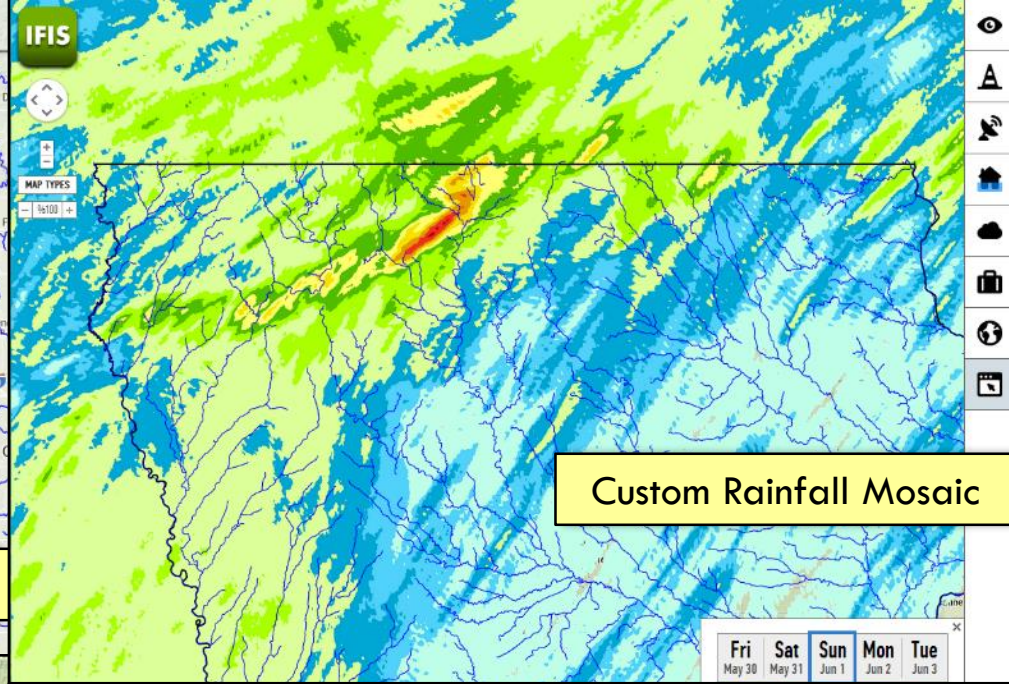 IFIS
MAP TYPES
− %100 +
Custom Rainfall Mosaic
Fri Sat Sun Mon Tue
May 30 May 31 Jun 1 Jun 2 Jun 3